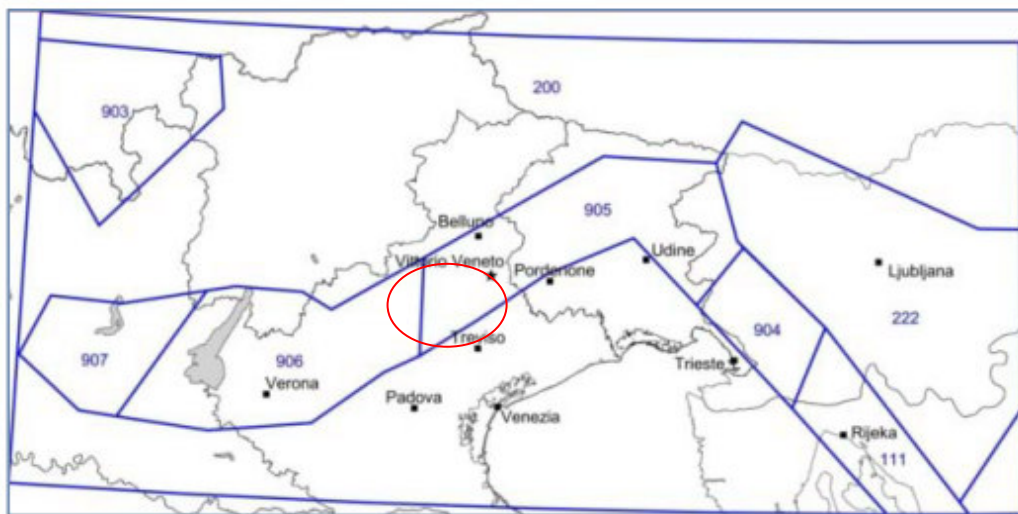 200
903
905
Belluno
Udine
Vittorio Veneto
Pordenone
Ljubljana
222
904
Treviso
907
906
Trieste
Verona
Padova
Venezia
Rijeka
111